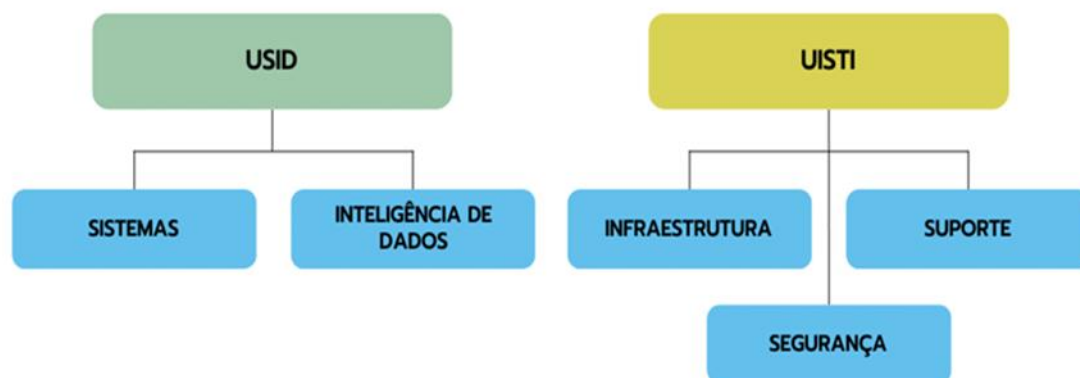 USID
UISTI
SISTEMAS
INTELIGÊNCIA DE
DADOS
INFRAESTRUTURA
SUPORTE
SEGURANÇA